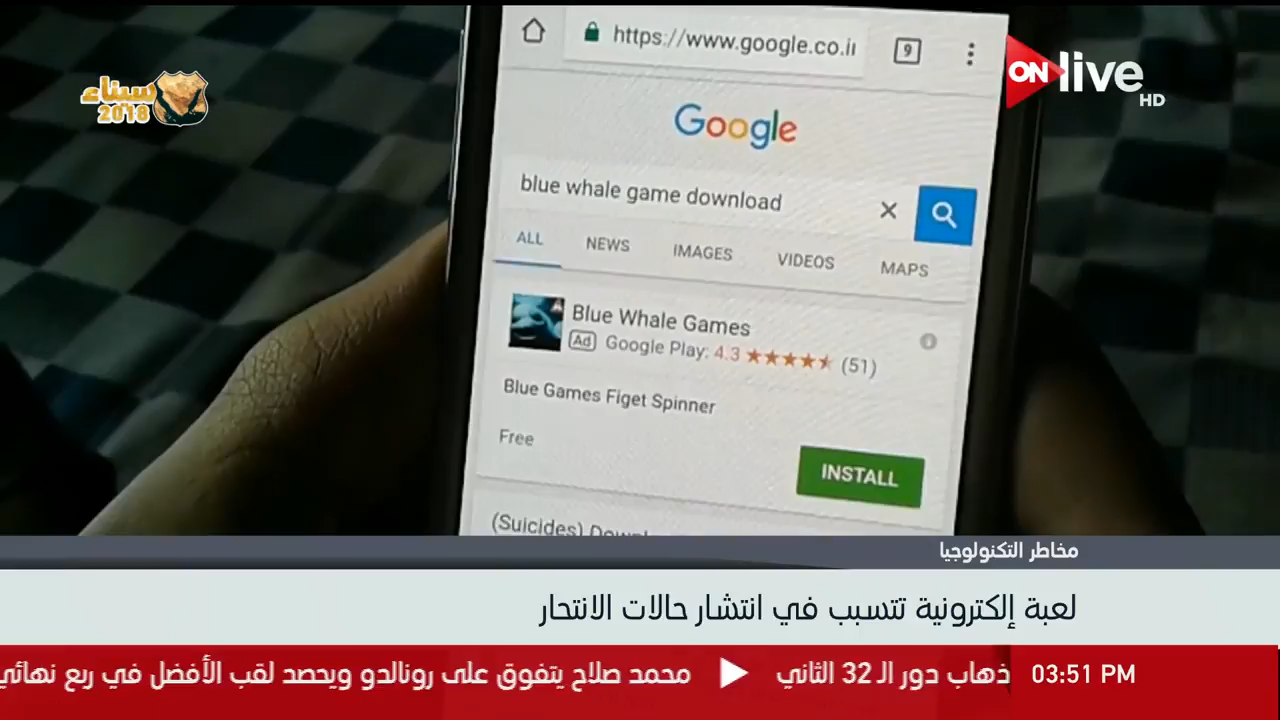 https://www.google.co.i
9
ON live HD
سيناء
2018
Google
blue whale game download
ALL NEWS IMAGES VIDEOS MAPS
Blue Whale Games
Ad Google Play: 4.3 (51)
Blue Games Figet Spinner
Free
INSTALL
(Suicides)
مخاطر التكنولوجيا
لعبة إلكترونية تتسبب في انتشار حالات الانتحار
03:51 PM
ذهاب دور الـ 32 الثاني محمد صلاح يتفوق على رونالدو ويحصد لقب الأفضل في ربع نهائي